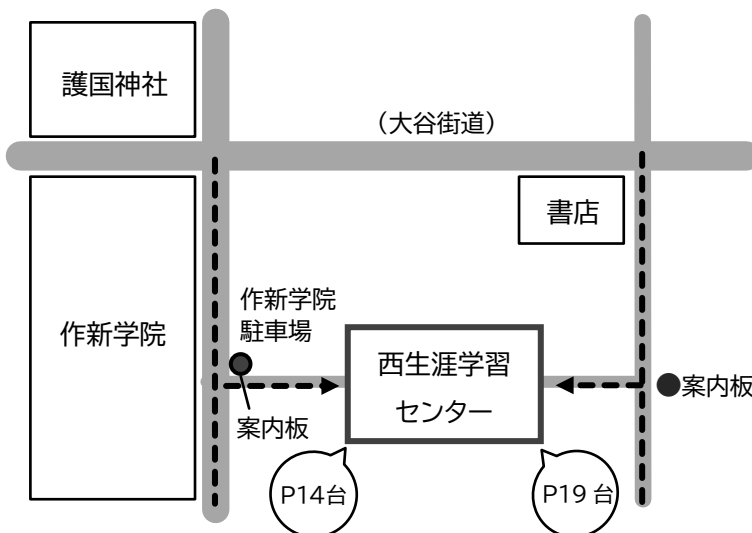 護国神社
（大谷街道）
書店
作新学院
作新学院
駐車場
西生涯学習
センター
案内板
案内板
P14台
P19 台